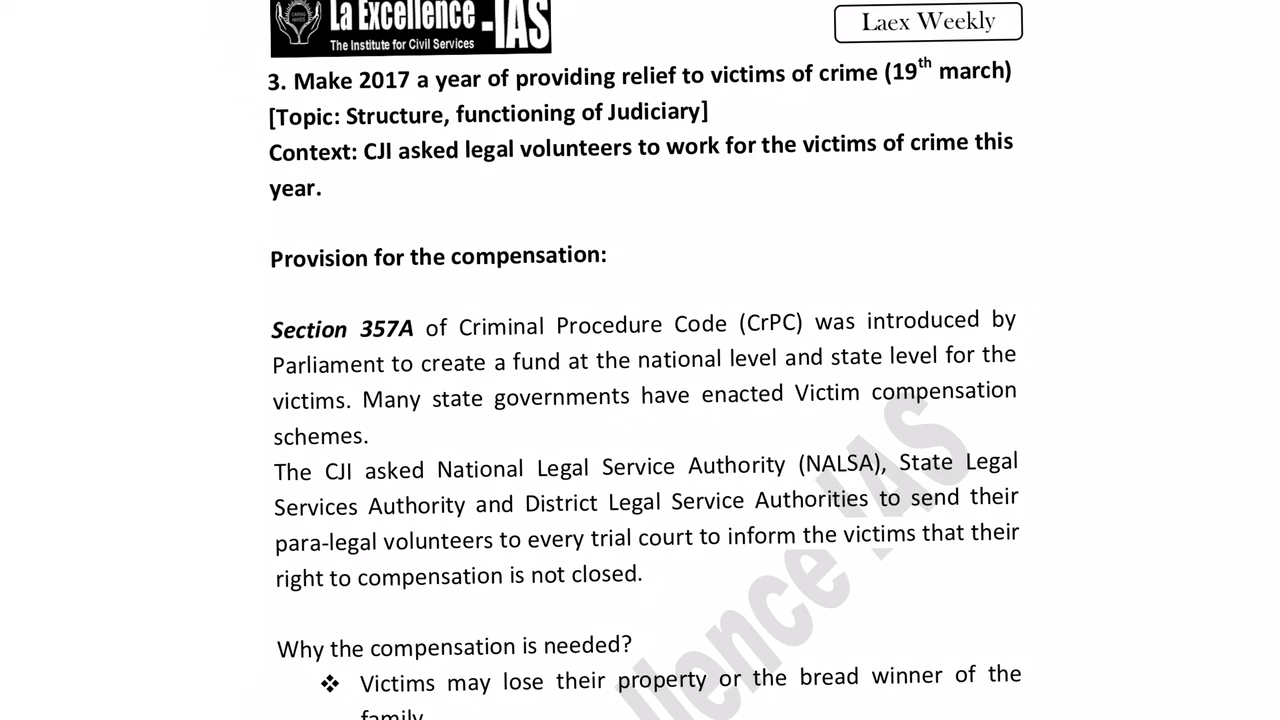 CARING MINDS
La Excellence -IAS
The Institute for Civil Services
Laex Weekly
3. Make 2017 a year of providing relief to victims of crime (19th march)
[Topic: Structure, functioning of Judiciary]
Context: CJI asked legal volunteers to work for the victims of crime this
year.
Provision for the compensation:
Section 357A of Criminal Procedure Code (CrPC) was introduced by
Parliament to create a fund at the national level and state level for the
victims. Many state governments have enacted Victim compensation
schemes.
The CJI asked National Legal Service Authority (NALSA), State Legal
Services Authority and District Legal Service Authorities to send their
para-legal volunteers to every trial court to inform the victims that their
right to compensation is not closed.
Why the compensation is needed?
❖ Victims may lose their property or the bread winner of the
family
llence IAS